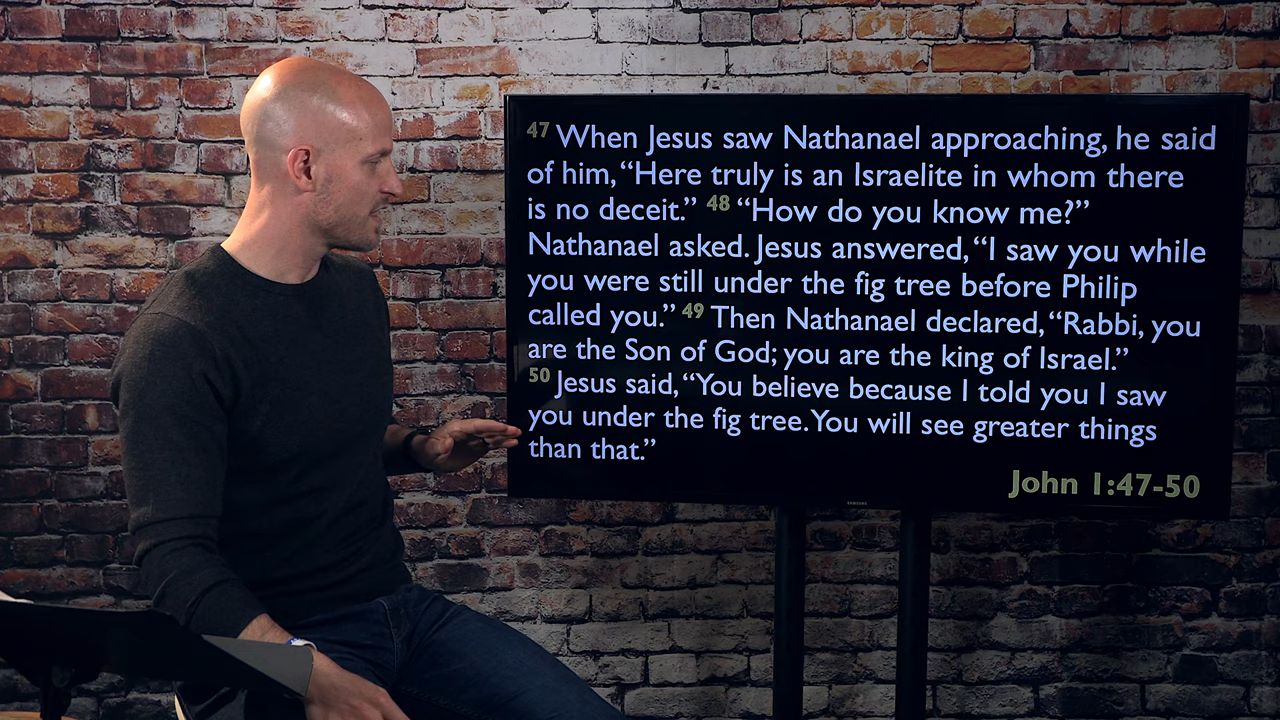 47 When Jesus saw Nathanael approaching, he said
of him, “Here truly is an Israelite in whom there
is no deceit.” 48 “How do you know me?”
Nathanael asked. Jesus answered, “I saw you while
you were still under the fig tree before Philip
called you.” 49 Then Nathanael declared, “Rabbi, you
are the Son of God; you are the king of Israel.”
50 Jesus said, “You believe because I told you I saw
you under the fig tree. You will see greater things
than that.”
John 1:47-50
SAMSUNG